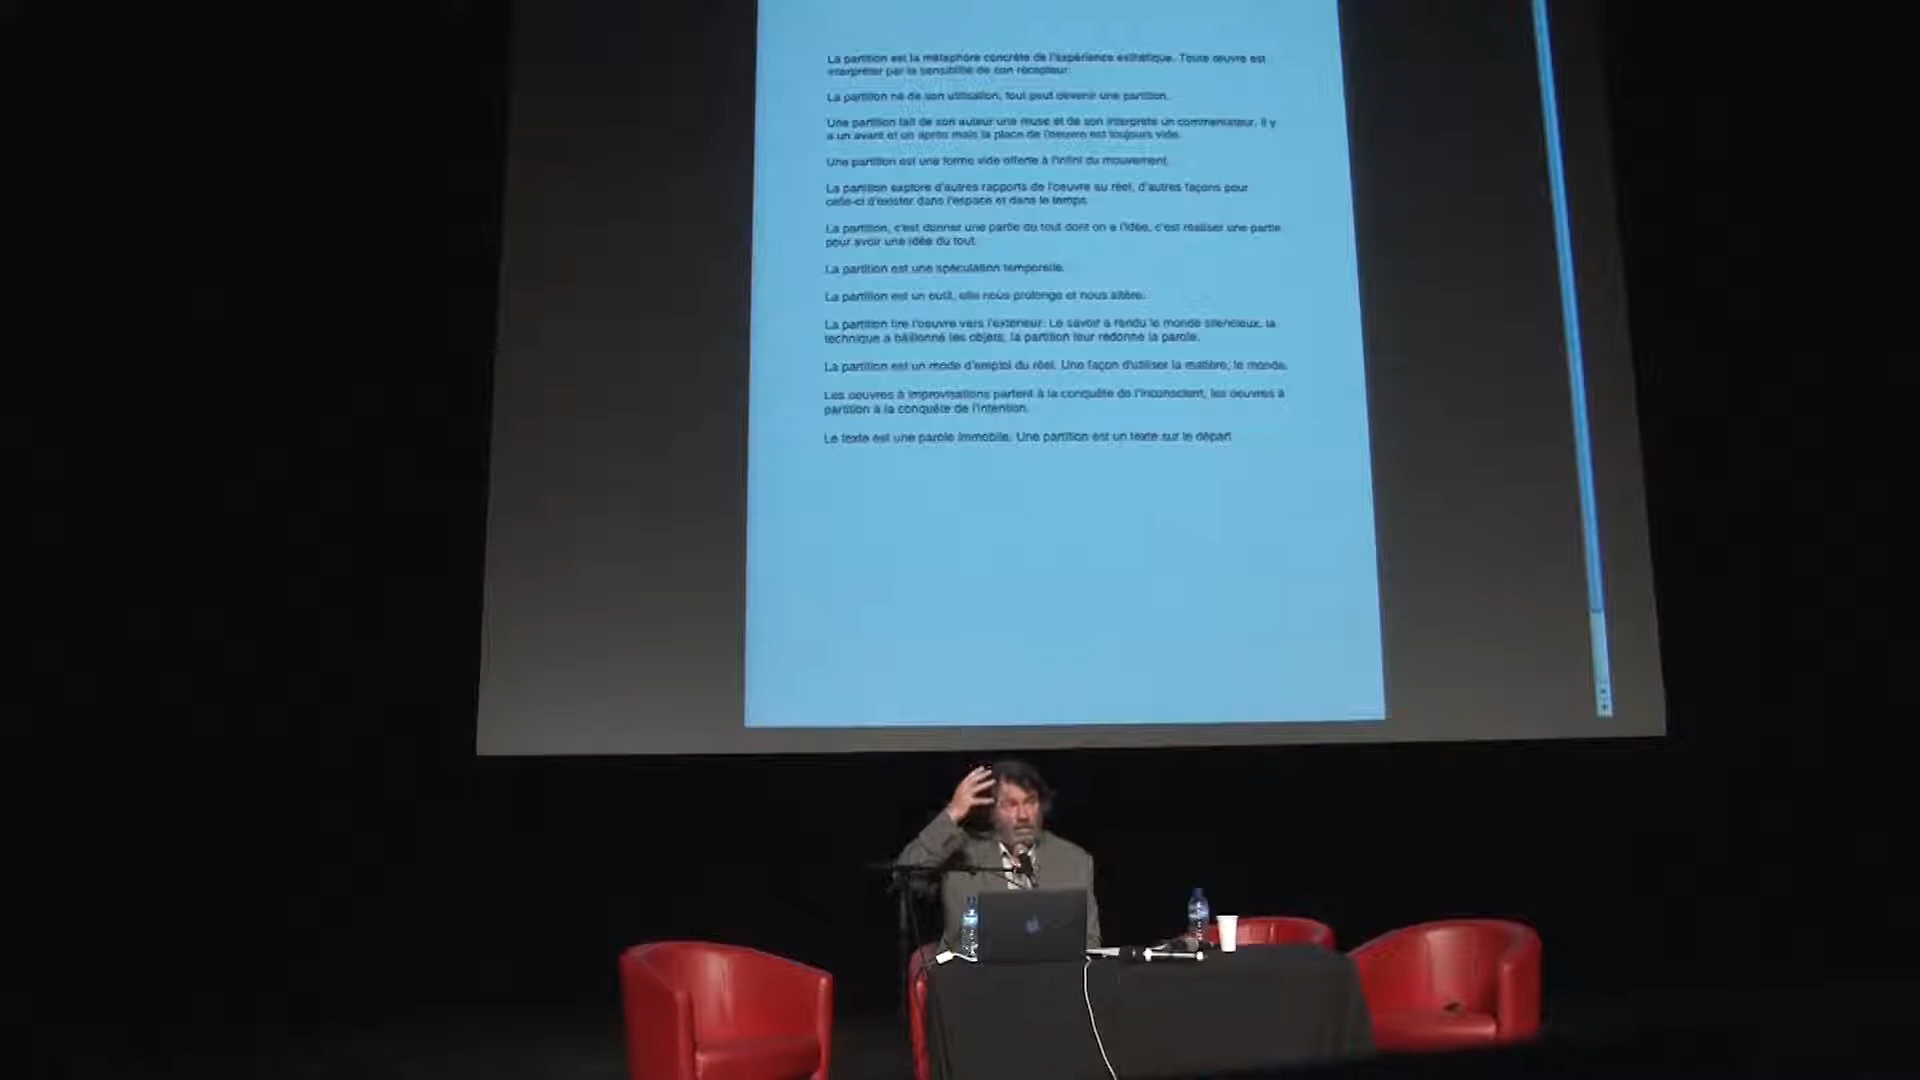 La partition est la métaphore concrète de l'expérience esthétique. Toute œuvre est
interpréter par la sensibilité de son récepteur.
La partition né de son utilisation, tout peut devenir une partition.
Une partition fait de son auteur une muse et de son interprète un commentateur. Il y
a un avant et un après mais la place de l'oeuvre est toujours vide.
Une partition est une forme vide offerte à l'infini du mouvement.
La partition explore d'autres rapports de l'oeuvre au réel, d'autres façons pour
celle-ci d'exister dans l'espace et dans le temps.
La partition, c'est donner une partie du tout dont on a l'idée, c'est réaliser une partie
pour avoir une idée du tout.
La partition est une spéculation temporelle.
La partition est un outil, elle nous prolonge et nous altère.
La partition tire l'oeuvre vers l'extérieur. Le savoir a rendu le monde silencieux, la
technique a bâillonné les objets, la partition leur redonne la parole.
La partition est un mode d'emploi du réel. Une façon d'utiliser la matière, le monde.
Les oeuvres à improvisations partent à la conquête de l'inconscient, les oeuvres à
partition à la conquête de l'intention.
Le texte est une parole immobile. Une partition est un texte sur le départ